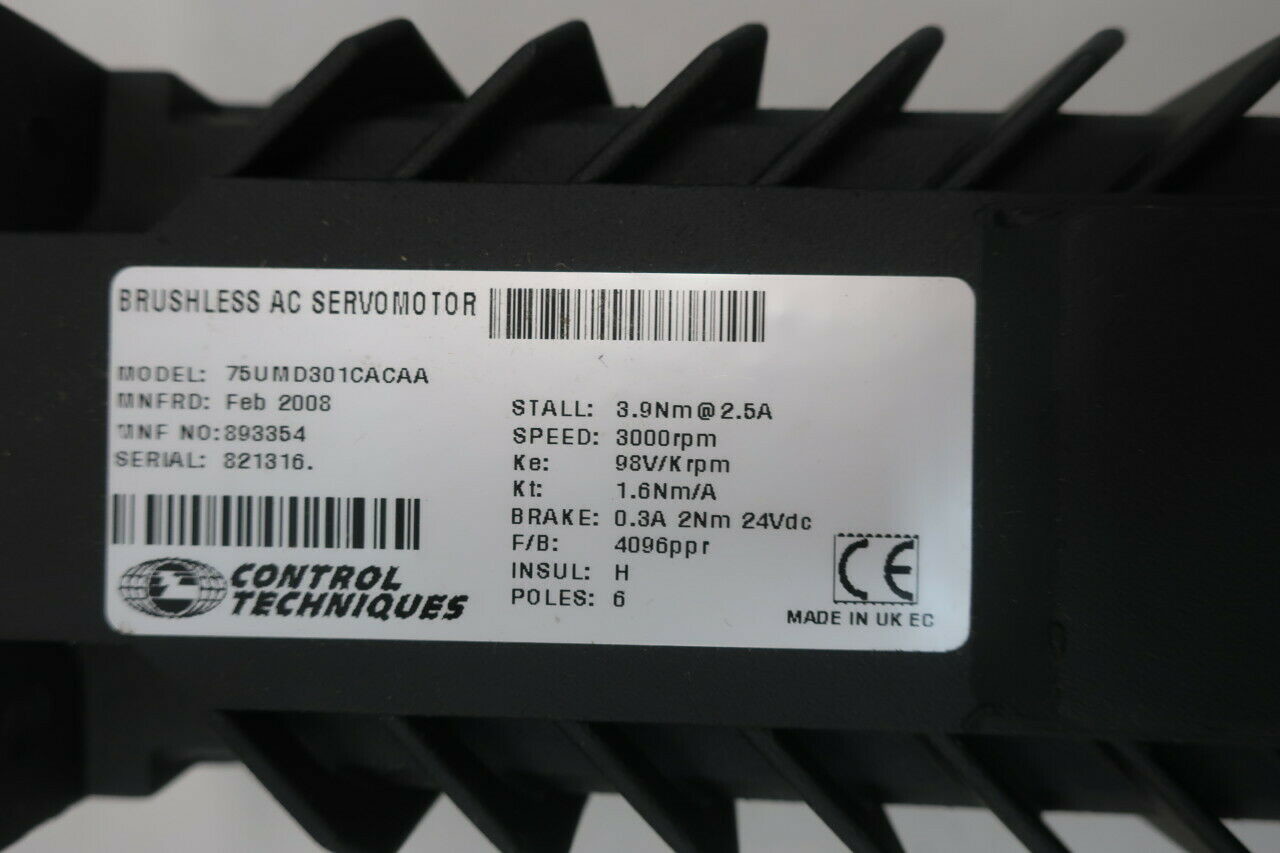 BRUSHLESS AC SERVOMOTOR
MODEL: 75UMD301CACAA
MNFRD: Feb 2008
MNF NO:893354
SERIAL: 821316.
CONTROL
TECHNIQUES
STALL: 3.9Nm@2.5A
SPEED: 3000rpm
Ke: 98V/Krpm
Kt: 1.6Nm/A
BRAKE: 0.3A 2Nm 24Vdc
F/B: 4096ppr
INSUL: H
POLES: 6
CE
MADE IN UK EC